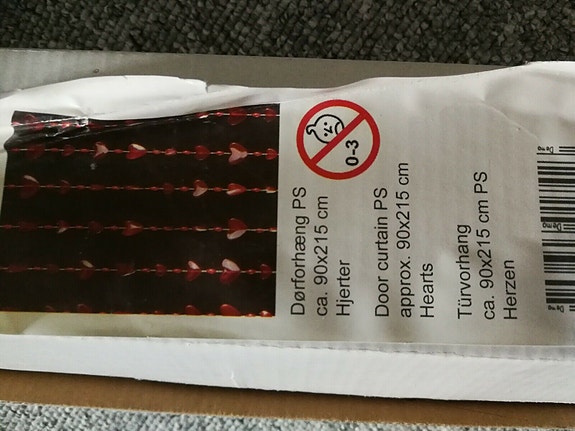 0-3
Dørforhæng PS
ca. 90x215 cm
Hjerter
Door curtain PS
approx. 90x215 cm
Hearts
Türvorhang
ca. 90x215 cm PS
Herzen